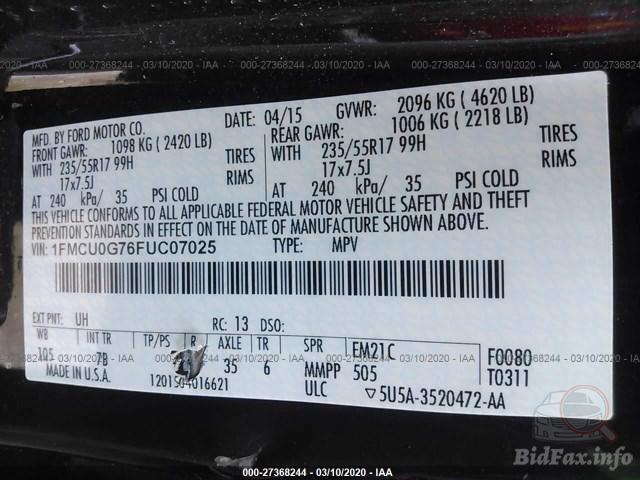 000-27368244 - 03/10/2020 - IAA
MFD. BY FORD MOTOR CO.
DATE: 04/15 GVWR: 2096 KG ( 4620 LB)
FRONT GAWR: 1098 KG ( 2420 LB) REAR GAWR: 1006 KG ( 2218 LB)
WITH 235/55R17 99H TIRES WITH 235/55R17 99H TIRES
17x7.5J RIMS 17x7.5J RIMS
AT 240 kPa/ 35 PSI COLD AT 240 kPa/ 35 PSI COLD
THIS VEHICLE CONFORMS TO ALL APPLICABLE FEDERAL MOTOR VEHICLE SAFETY AND THEFT
PREVENTION STANDARDS IN EFFECT ON THE DATE OF MANUFACTURE SHOWN ABOVE.
VIN: 1FMCU0G76FUC07025 TYPE: MPV
EXT PNT: UH RC: 13 DSO:
WB INT TR TP/PS R AXLE TR SPR EM21C F0080
105 7B 35 6 MMPP 505 T0311
MADE IN U.S.A. 1201504016621 ULC 5U5A-3520472-AA
BidFax.info
000-27368244 - 03/10/2020 - IAA